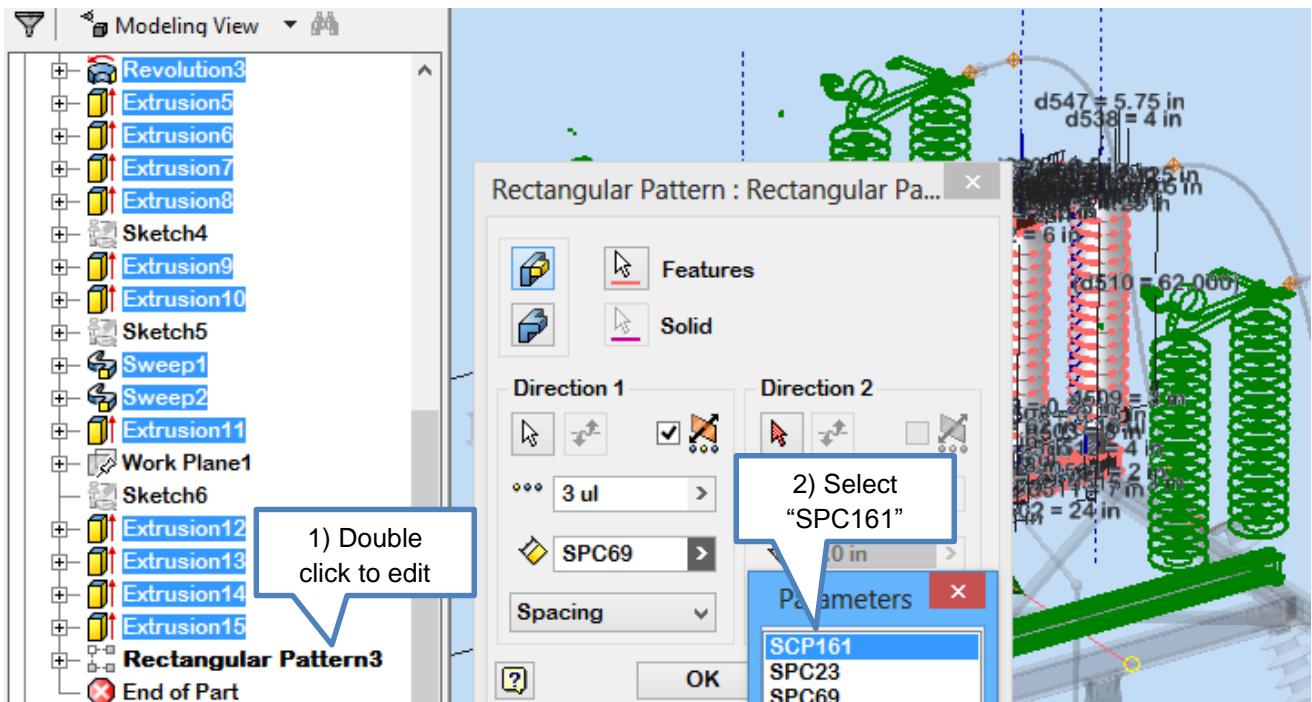 Modeling View
Revolution3
Extrusion5
Extrusion6
Extrusion7
Extrusion8
Sketch4
Extrusion9
Extrusion10
Sketch5
Sweep1
Sweep2
Extrusion11
Work Plane1
Sketch6
Extrusion12
Extrusion13
Extrusion14
Extrusion15
Rectangular Pattern3
End of Part
1) Double
click to edit
Rectangular Pattern : Rectangular Pa...
Features
Solid
Direction 1
Direction 2
3 ul
SPC69
Spacing
OK
2) Select
“SPC161”
Parameters
SCP161
SPC23
SPC69
d547 = 5.75 in
d538 = 4 in
= 6 in
(d510 = 62.000)
= 24 in